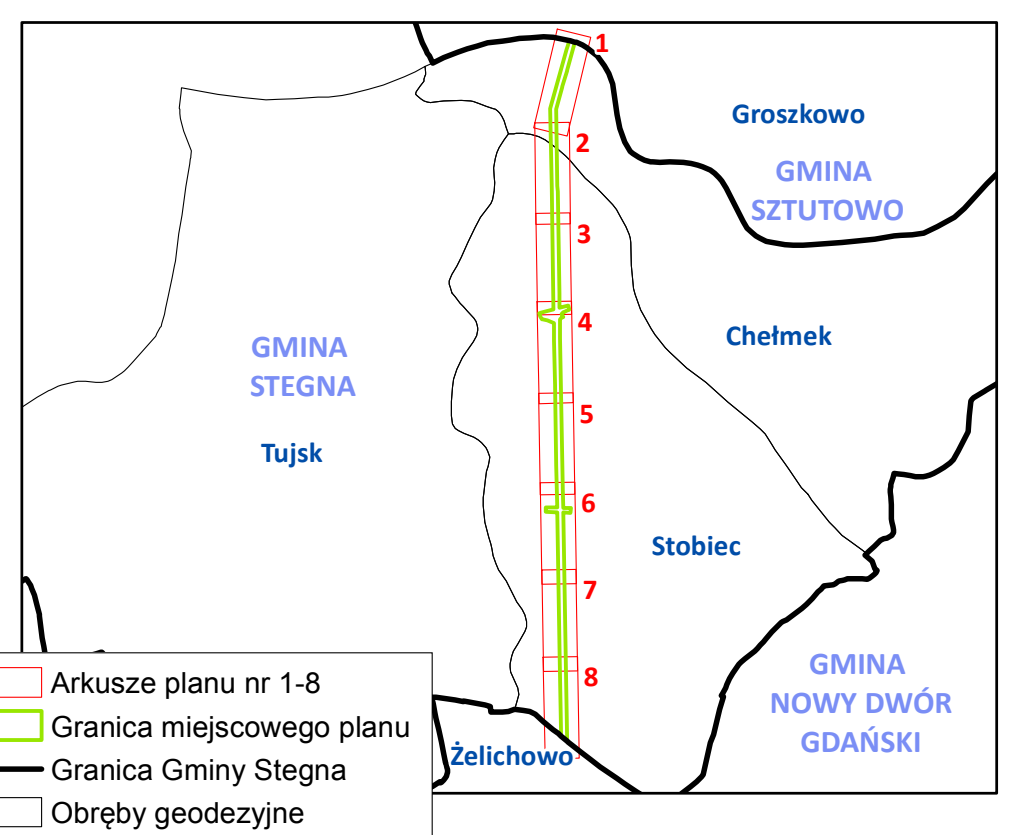 1
Groszkowo
2
GMINA
SZTUTOWO
3
4
Chełmek
GMINA
STEGNA
5
Tujsk
6
Stobiec
7
8
GMINA
NOWY DWÓR
GDAŃSKI
Żelichowo
Arkusze planu nr 1-8
Granica miejscowego planu
Granica Gminy Stegna
Obręby geodezyjne